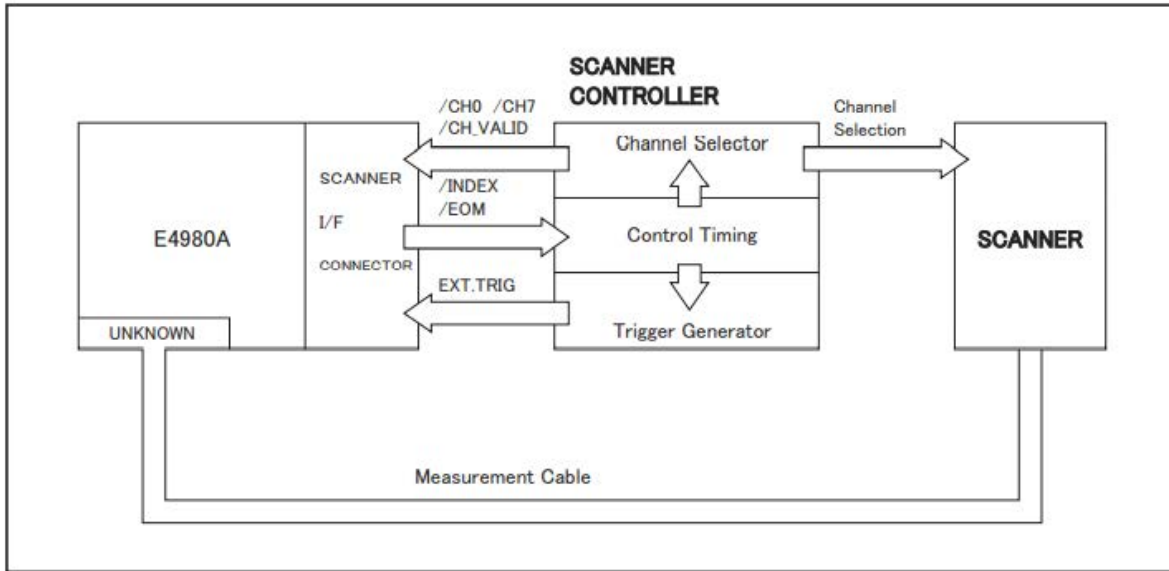 SCANNER
CONTROLLER
/CH0 /CH7
/CH_VALID
Channel
Selection
Channel Selector
SCANNER
I/F
CONNECTOR
/INDEX
/EOM
E4980A
Control Timing
SCANNER
EXT.TRIG
UNKNOWN
Trigger Generator
Measurement Cable